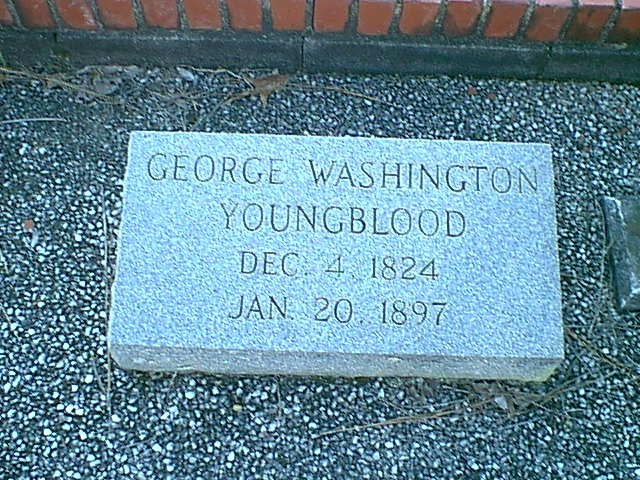 GEORGE WASHINGTON
YOUNGBLOOD
DEC. 4, 1824
JAN 20, 1897